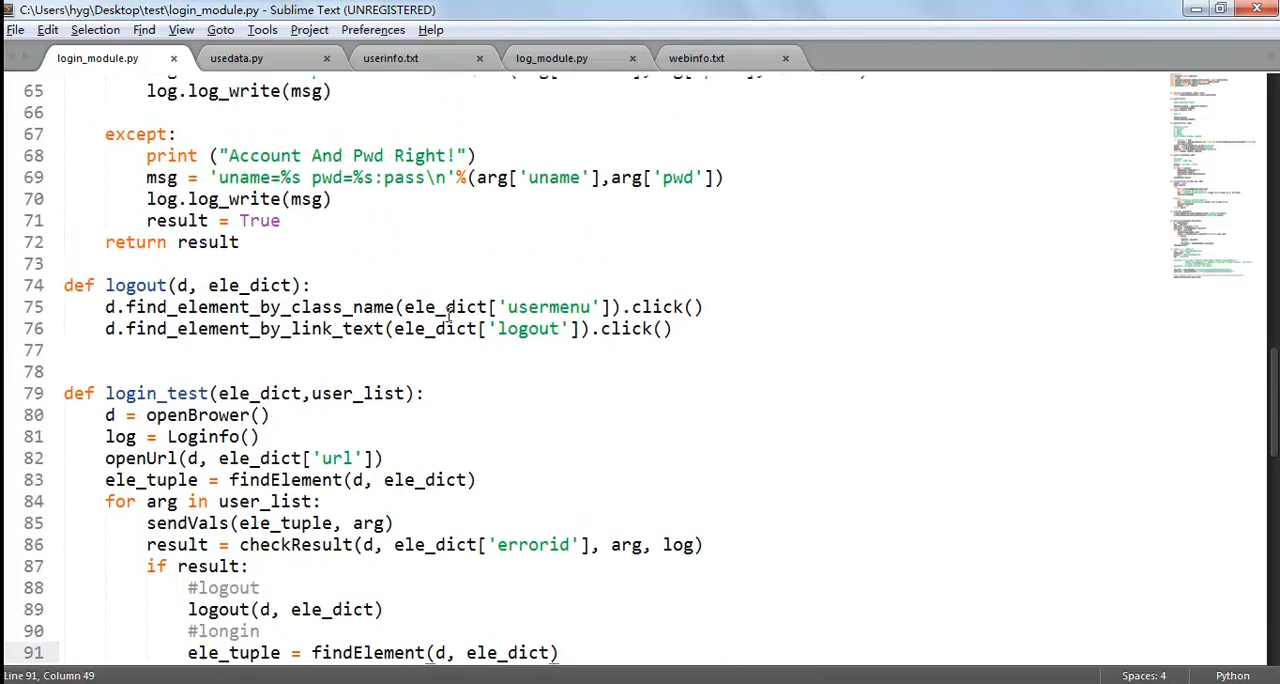 C:\Users\hyg\Desktop\test\login_module.py - Sublime Text (UNREGISTERED)
File Edit Selection Find View Goto Tools Project Preferences Help
login_module.py × usedata.py × userinfo.txt × log_module.py × webinfo.txt ×
65 log.log_write(msg)
66
67 except:
68 print ("Account And Pwd Right!")
69 msg = 'uname=%s pwd=%s:pass\n'%(arg['uname'],arg['pwd'])
70 log.log_write(msg)
71 result = True
72 return result
73
74 def logout(d, ele_dict):
75 d.find_element_by_class_name(ele_dict['usermenu']).click()
76 d.find_element_by_link_text(ele_dict['logout']).click()
77
78
79 def login_test(ele_dict,user_list):
80 d = openBrower()
81 log = Loginfo()
82 openUrl(d, ele_dict['url'])
83 ele_tuple = findElement(d, ele_dict)
84 for arg in user_list:
85 sendVals(ele_tuple, arg)
86 result = checkResult(d, ele_dict['errorid'], arg, log)
87 if result:
88 #logout
89 logout(d, ele_dict)
90 #longin
91 ele_tuple = findElement(d, ele_dict)
Line 91, Column 49 Spaces: 4 Python